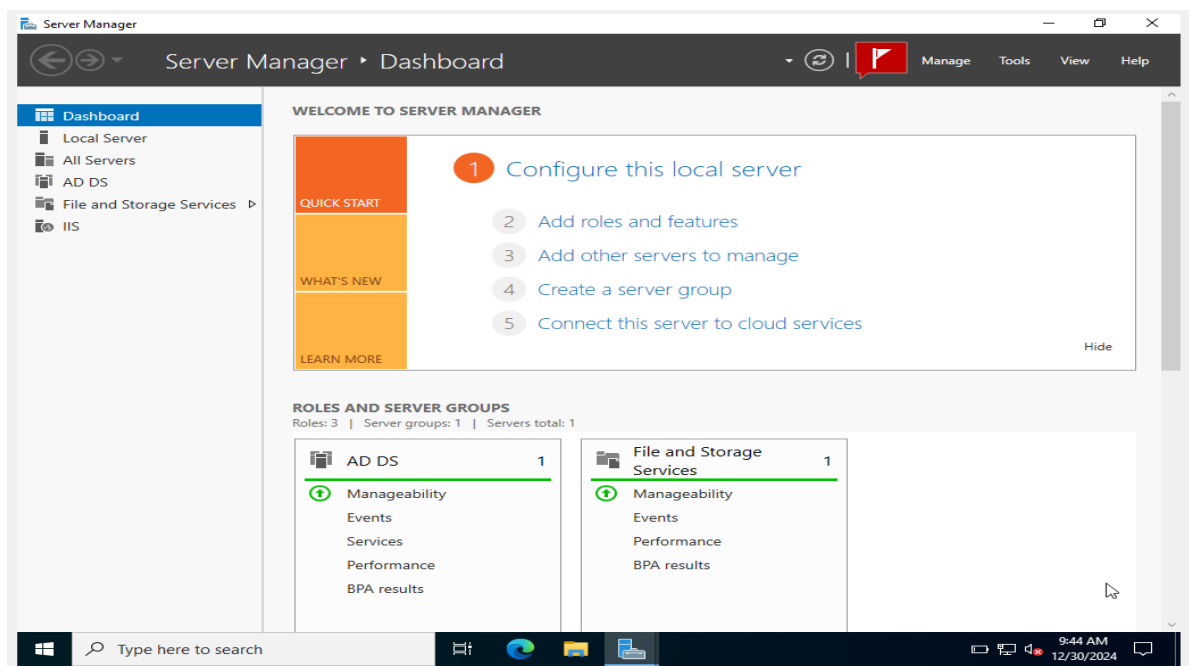 Server Manager
Server Manager ‣ Dashboard
Manage Tools View Help
Dashboard
Local Server
All Servers
AD DS
File and Storage Services
IIS
WELCOME TO SERVER MANAGER
QUICK START
WHAT'S NEW
LEARN MORE
1 Configure this local server
2 Add roles and features
3 Add other servers to manage
4 Create a server group
5 Connect this server to cloud services
Hide
ROLES AND SERVER GROUPS
Roles: 3 | Server groups: 1 | Servers total: 1
AD DS 1
Manageability
Events
Services
Performance
BPA results
File and Storage
Services
1
Manageability
Events
Performance
BPA results
Type here to search
9:44 AM
12/30/2024